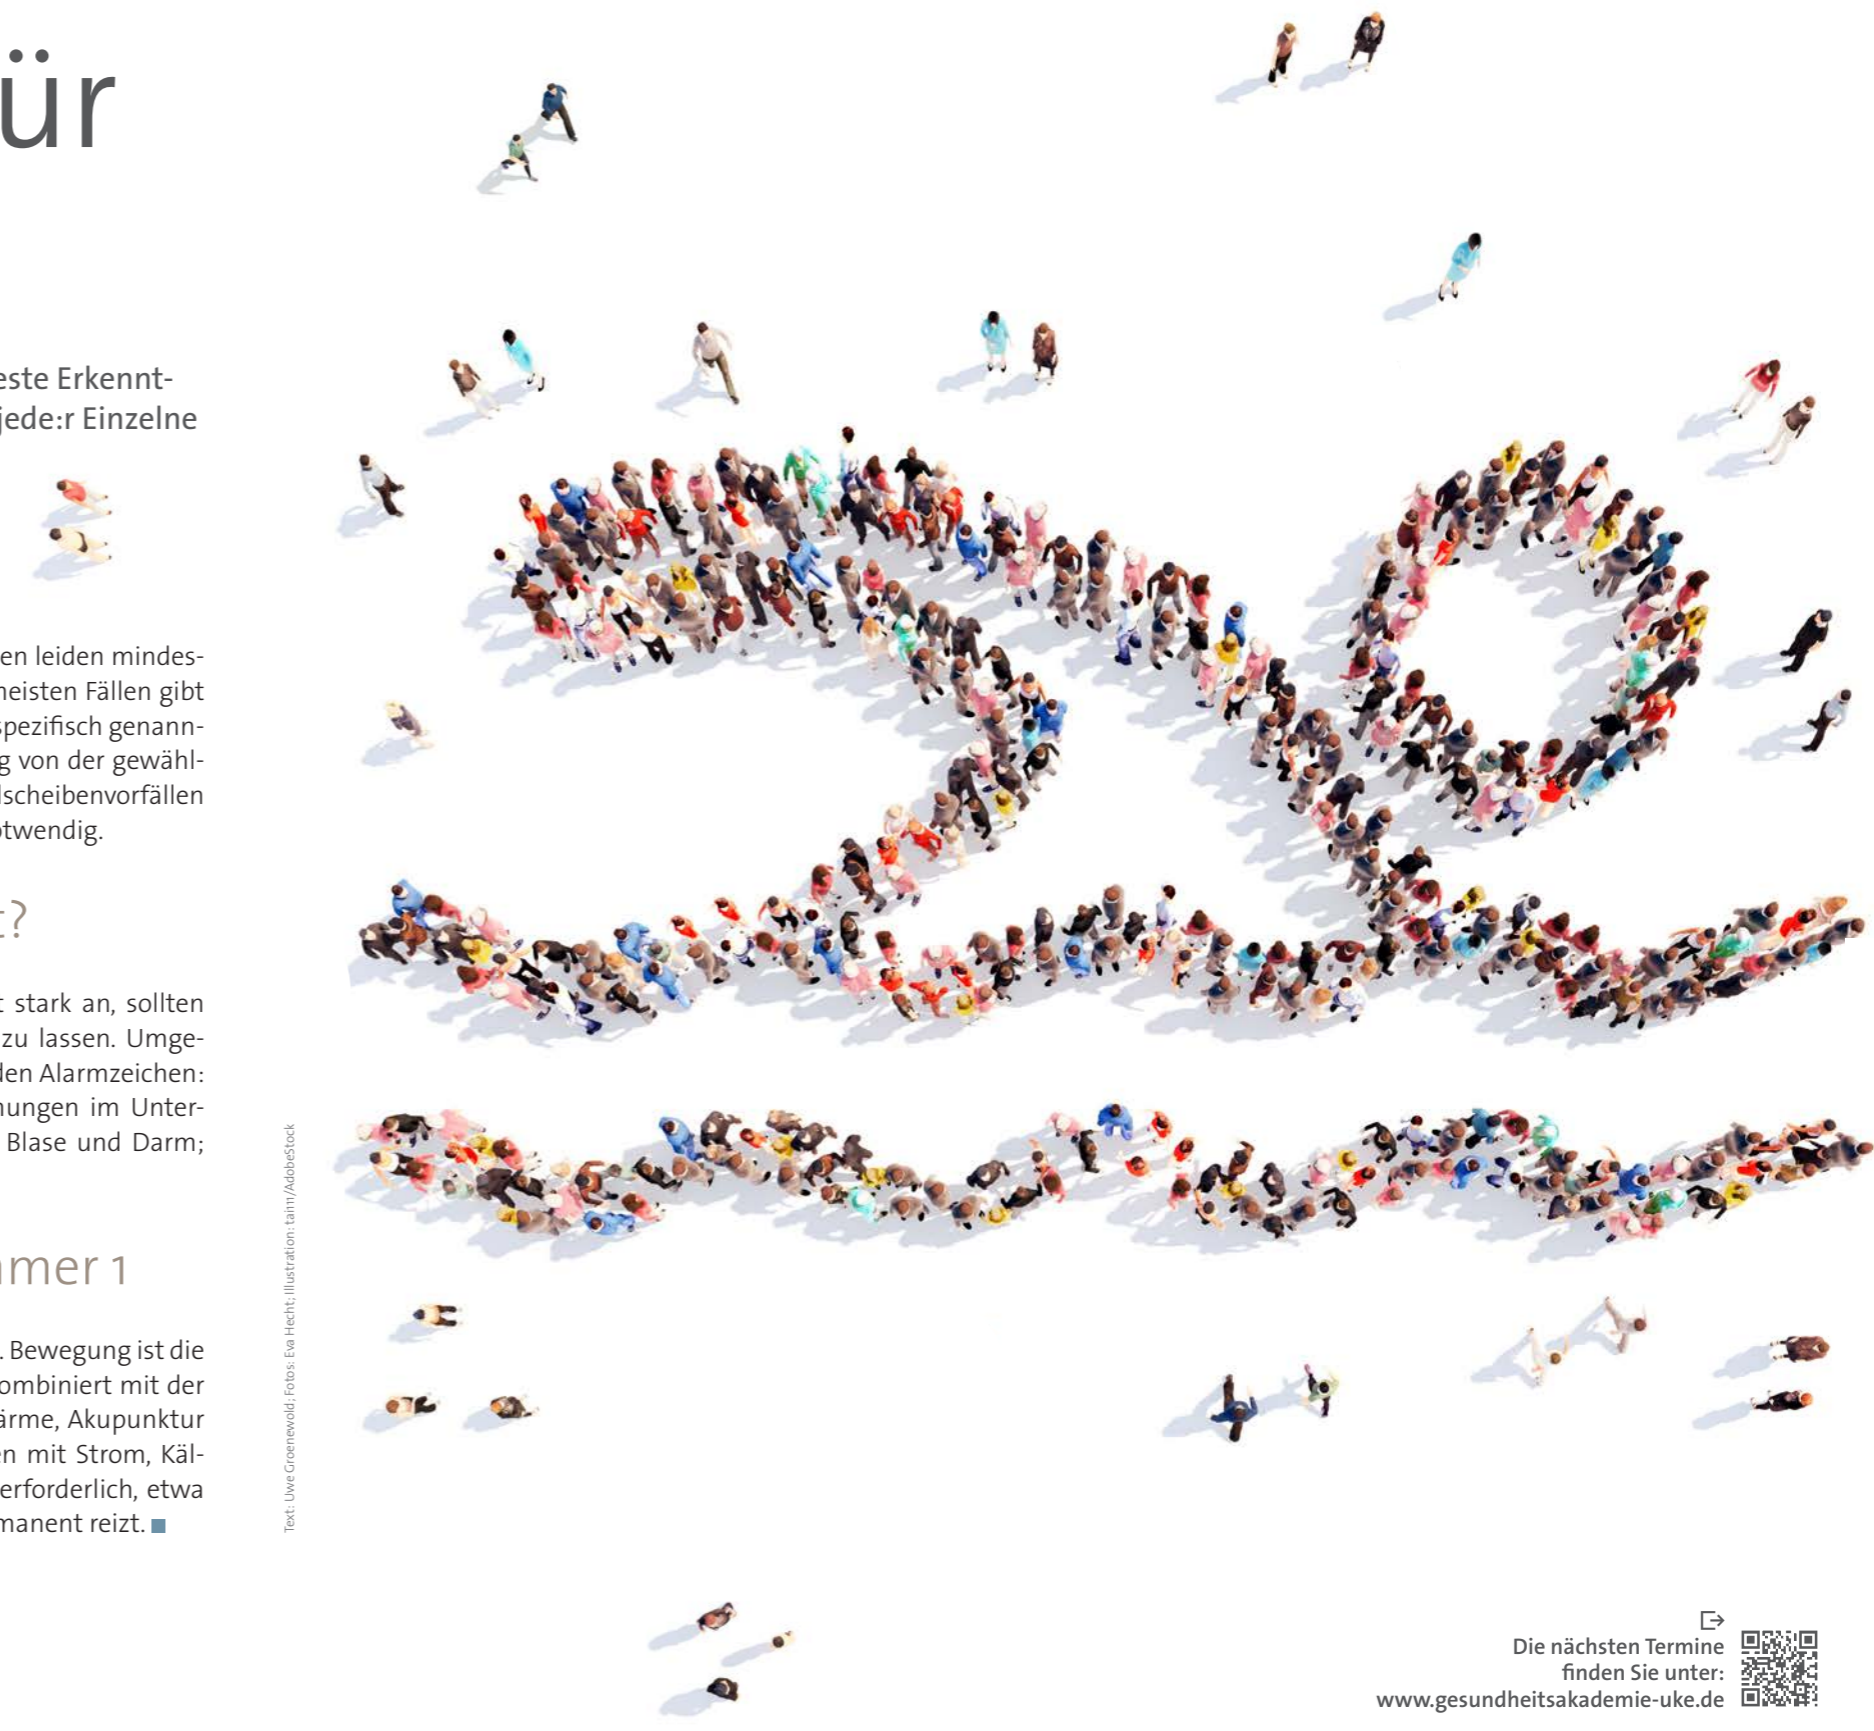 ür
este Erkennt-
jede:r Einzelne
en leiden mindes-
neisten Fällen gibt
spezifisch genann-
g von der gewähl-
lscheibenvorfällen
otwendig.
t?
t stark an, sollten
zu lassen. Umge-
den Alarmzeichen:
nungen im Unter-
Blase und Darm;
mer 1
. Bewegung ist die
ombiniert mit der
ärme, Akupunktur
en mit Strom, Käl-
erforderlich, etwa
manent reizt.
Text: Uwe Groenewold; Fotos: Eva Hecht; Illustration: tai11/AdobeStock
Die nächsten Termine
finden Sie unter:
www.gesundheitsakademie-uke.de